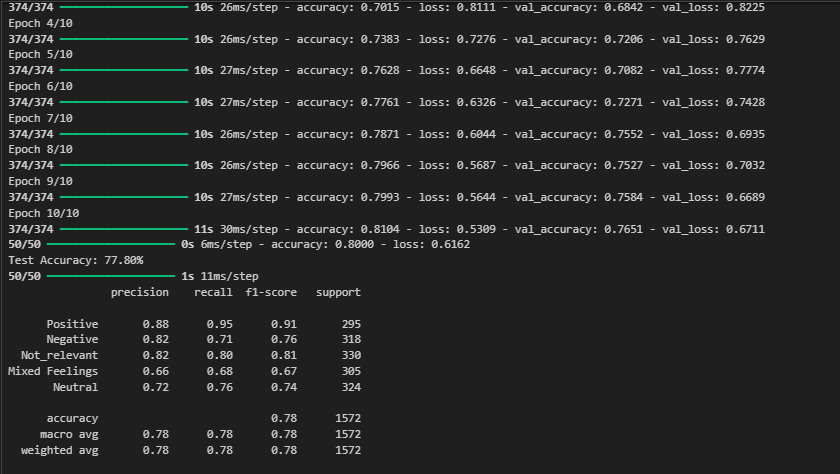 374/374 ━━━━━━━━━━━━━━━━━━━━ 10s 26ms/step - accuracy: 0.7015 - loss: 0.8111 - val_accuracy: 0.6842 - val_loss: 0.8225
Epoch 4/10
374/374 ━━━━━━━━━━━━━━━━━━━━ 10s 26ms/step - accuracy: 0.7383 - loss: 0.7276 - val_accuracy: 0.7206 - val_loss: 0.7629
Epoch 5/10
374/374 ━━━━━━━━━━━━━━━━━━━━ 10s 27ms/step - accuracy: 0.7628 - loss: 0.6648 - val_accuracy: 0.7082 - val_loss: 0.7774
Epoch 6/10
374/374 ━━━━━━━━━━━━━━━━━━━━ 10s 27ms/step - accuracy: 0.7761 - loss: 0.6326 - val_accuracy: 0.7271 - val_loss: 0.7428
Epoch 7/10
374/374 ━━━━━━━━━━━━━━━━━━━━ 10s 26ms/step - accuracy: 0.7871 - loss: 0.6044 - val_accuracy: 0.7552 - val_loss: 0.6935
Epoch 8/10
374/374 ━━━━━━━━━━━━━━━━━━━━ 10s 26ms/step - accuracy: 0.7966 - loss: 0.5687 - val_accuracy: 0.7527 - val_loss: 0.7032
Epoch 9/10
374/374 ━━━━━━━━━━━━━━━━━━━━ 10s 27ms/step - accuracy: 0.7993 - loss: 0.5644 - val_accuracy: 0.7584 - val_loss: 0.6689
Epoch 10/10
374/374 ━━━━━━━━━━━━━━━━━━━━ 11s 30ms/step - accuracy: 0.8104 - loss: 0.5309 - val_accuracy: 0.7651 - val_loss: 0.6711
50/50 ━━━━━━━━━━━━━━━━━━━━ 0s 6ms/step - accuracy: 0.8000 - loss: 0.6162
Test Accuracy: 77.80%
50/50 ━━━━━━━━━━━━━━━━━━━━ 1s 11ms/step
precision recall f1-score support
Positive 0.88 0.95 0.91 295
Negative 0.82 0.71 0.76 318
Not_relevant 0.82 0.80 0.81 330
Mixed Feelings 0.66 0.68 0.67 305
Neutral 0.72 0.76 0.74 324
accuracy 0.78 1572
macro avg 0.78 0.78 0.78 1572
weighted avg 0.78 0.78 0.78 1572